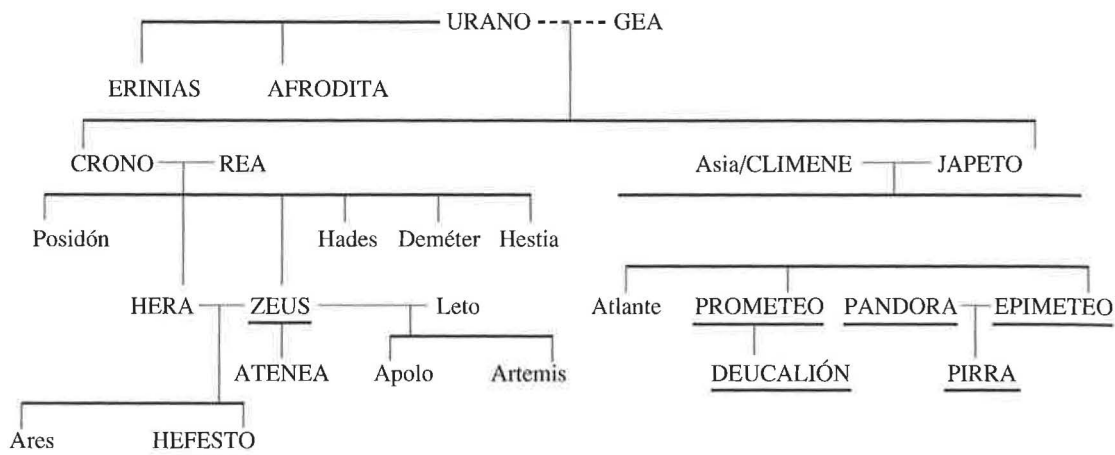 URANO GEA
ERINIAS AFRODITA
CRONO REA Asia/CLIMENE JAPETO
Posidón Hades Deméter Hestia
HERA ZEUS Leto Atlante PROMETEO PANDORA EPIMETEO
ATENEA Apolo Artemis DEUCALIÓN PIRRA
Ares HEFESTO